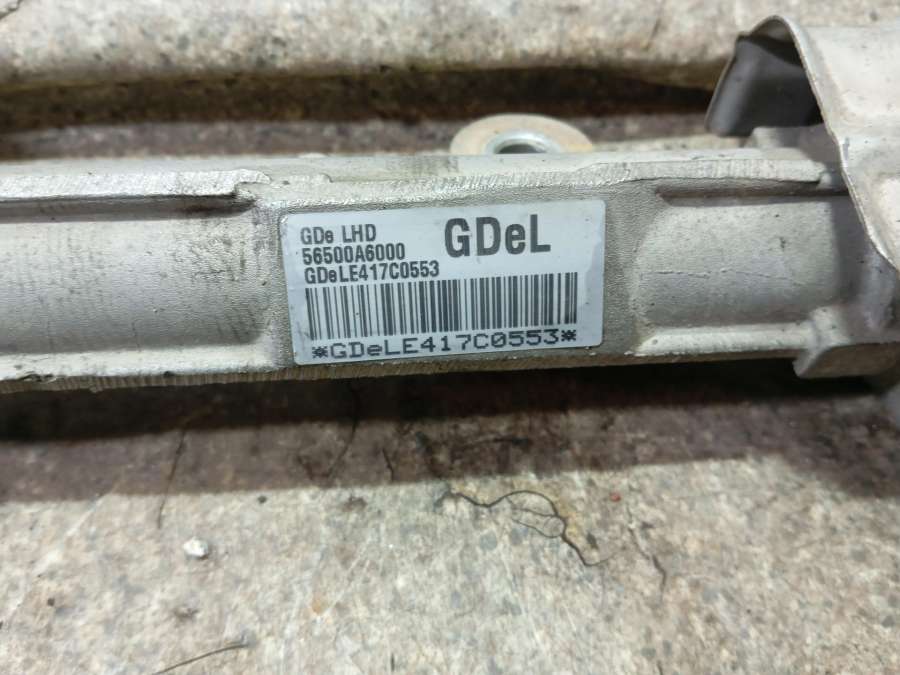 GDe LHD
56500A6000
GDeLE417C0553
GDeL
*GDeLE417C0553*